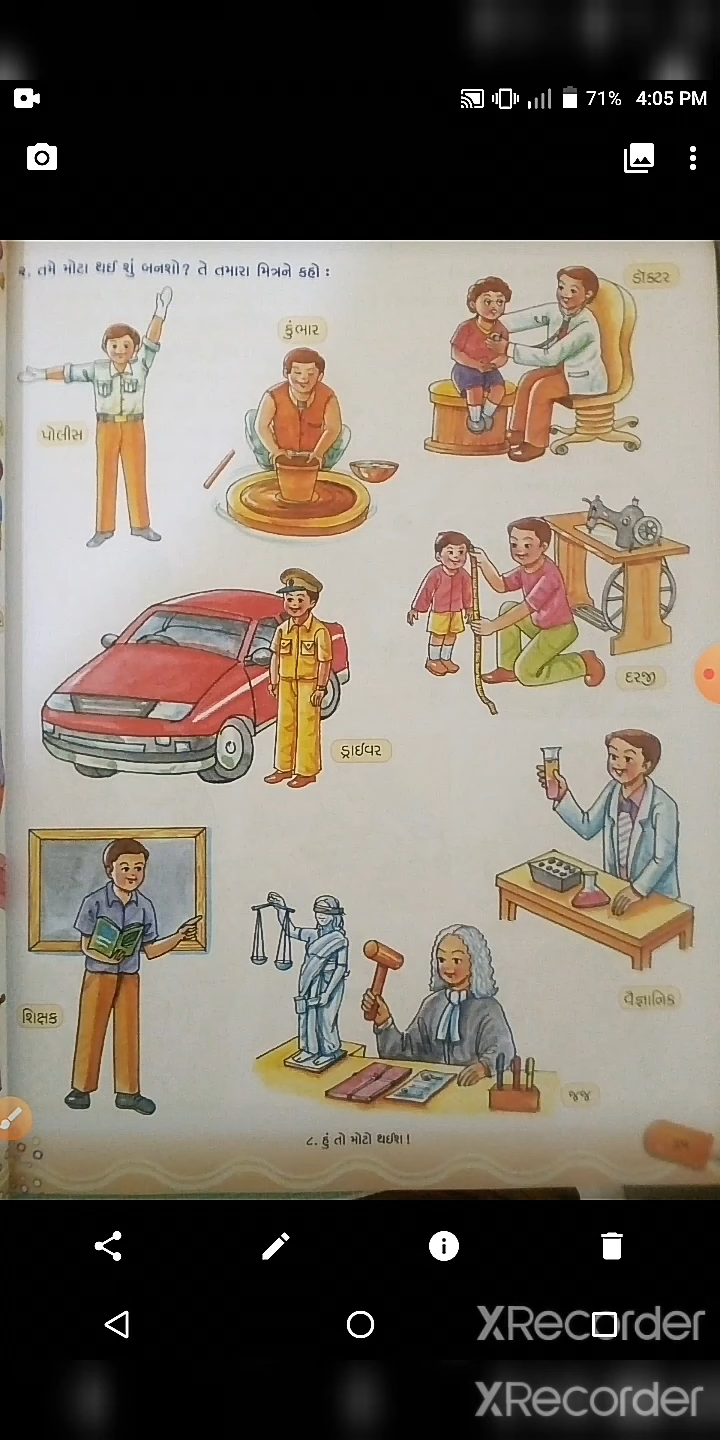 71% 4:05 PM
૨. તમે મોટા થઈ શું બનશો? તે તમારા મિત્રને કહો :
ડૉક્ટર
કુંભાર
પોલીસ
દરજી
ડ્રાઈવર
વૈજ્ઞાનિક
શિક્ષક
જજ
૮. હું તો મોટો થઈશ !
XRecorder
XRecorder